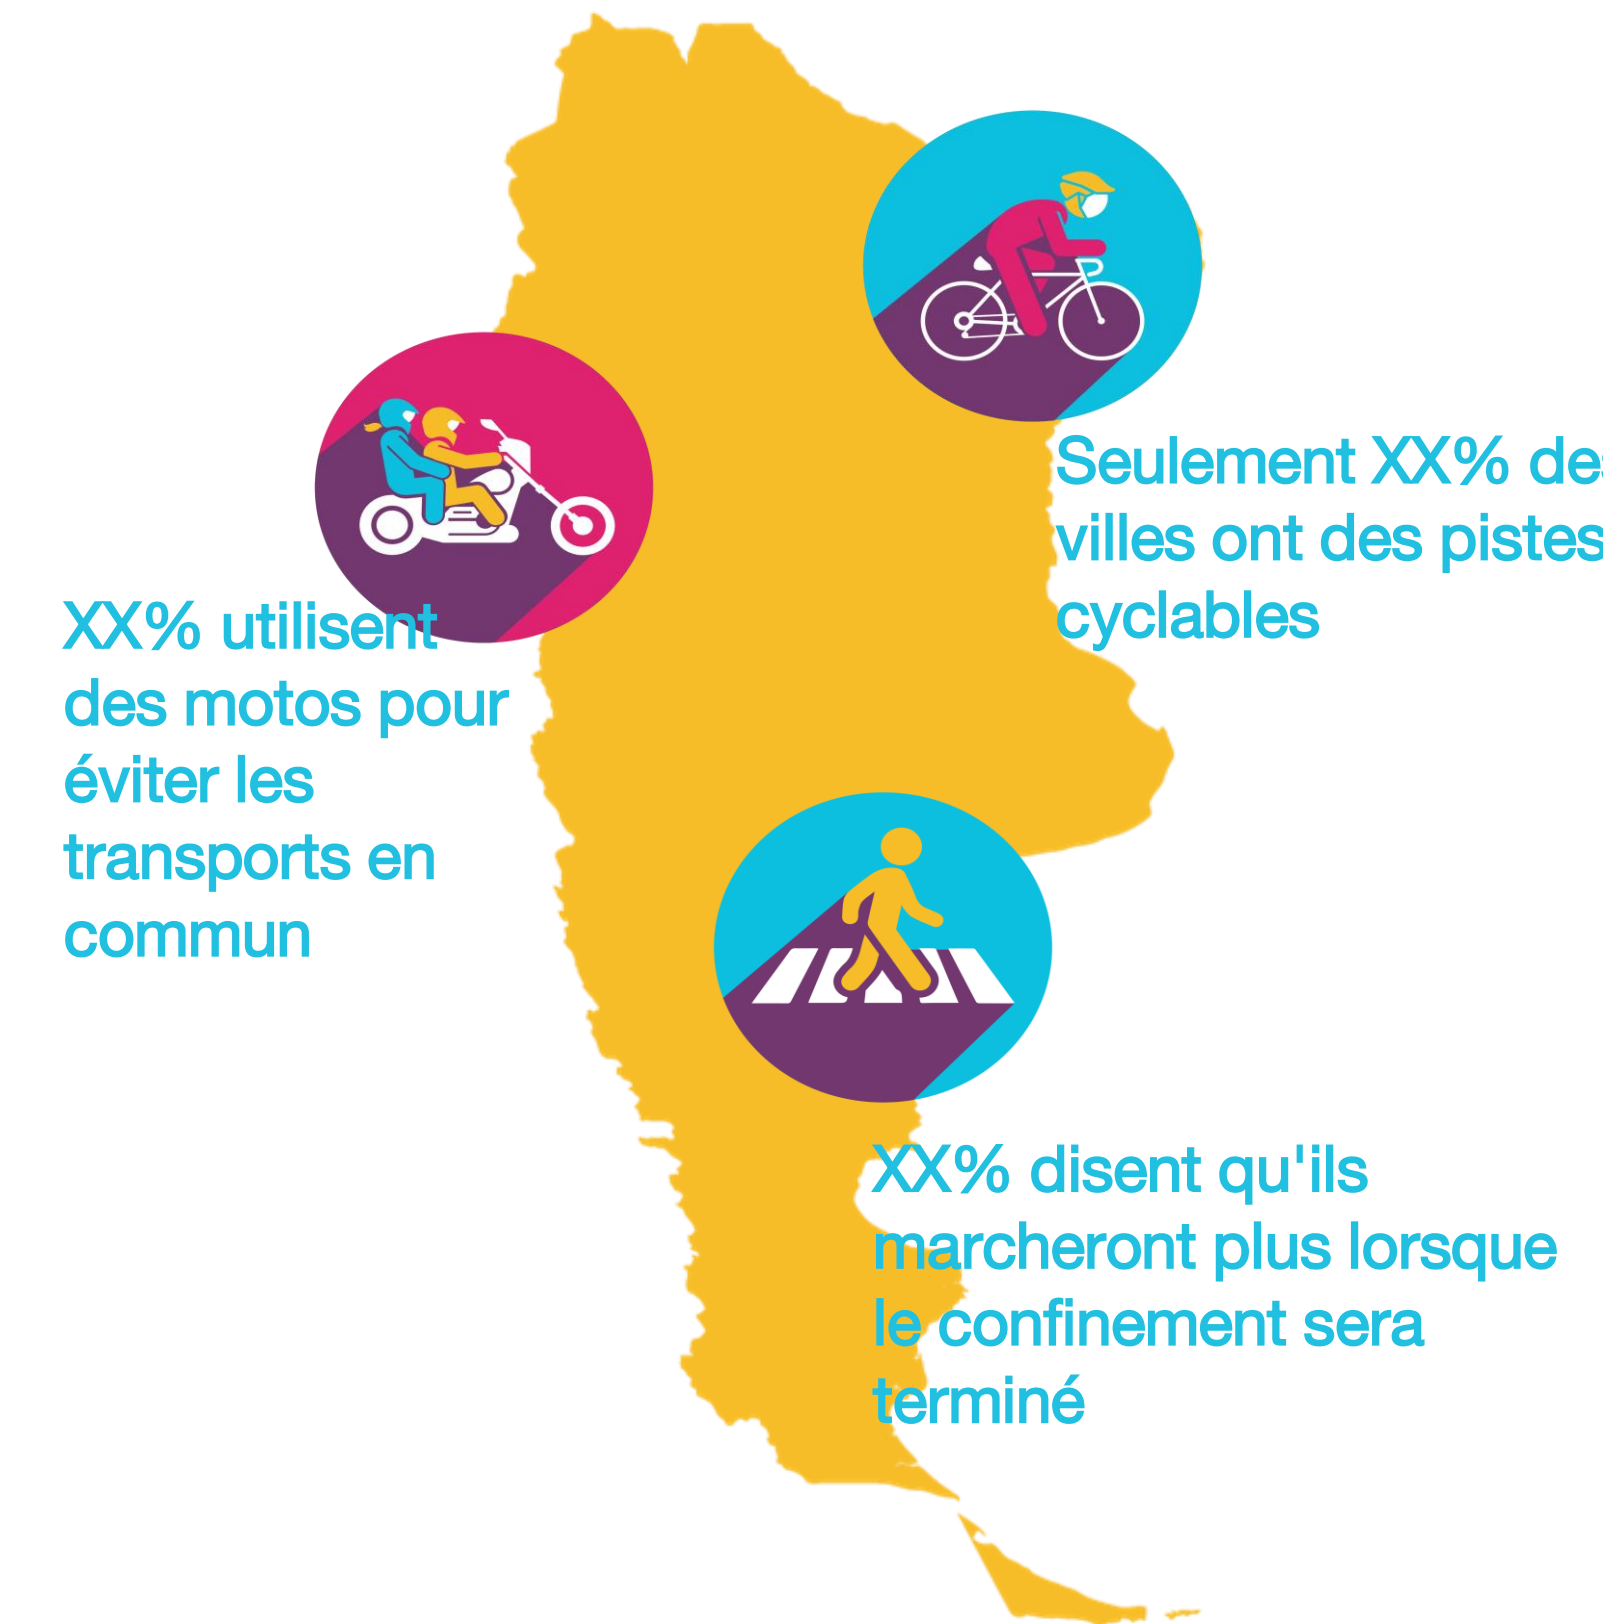 Seulement XX% des
villes ont des pistes
cyclables
XX% utilisent
des motos pour
éviter les
transports en
commun
XX% disent qu'ils
marcheront plus lorsque
le confinement sera
terminé